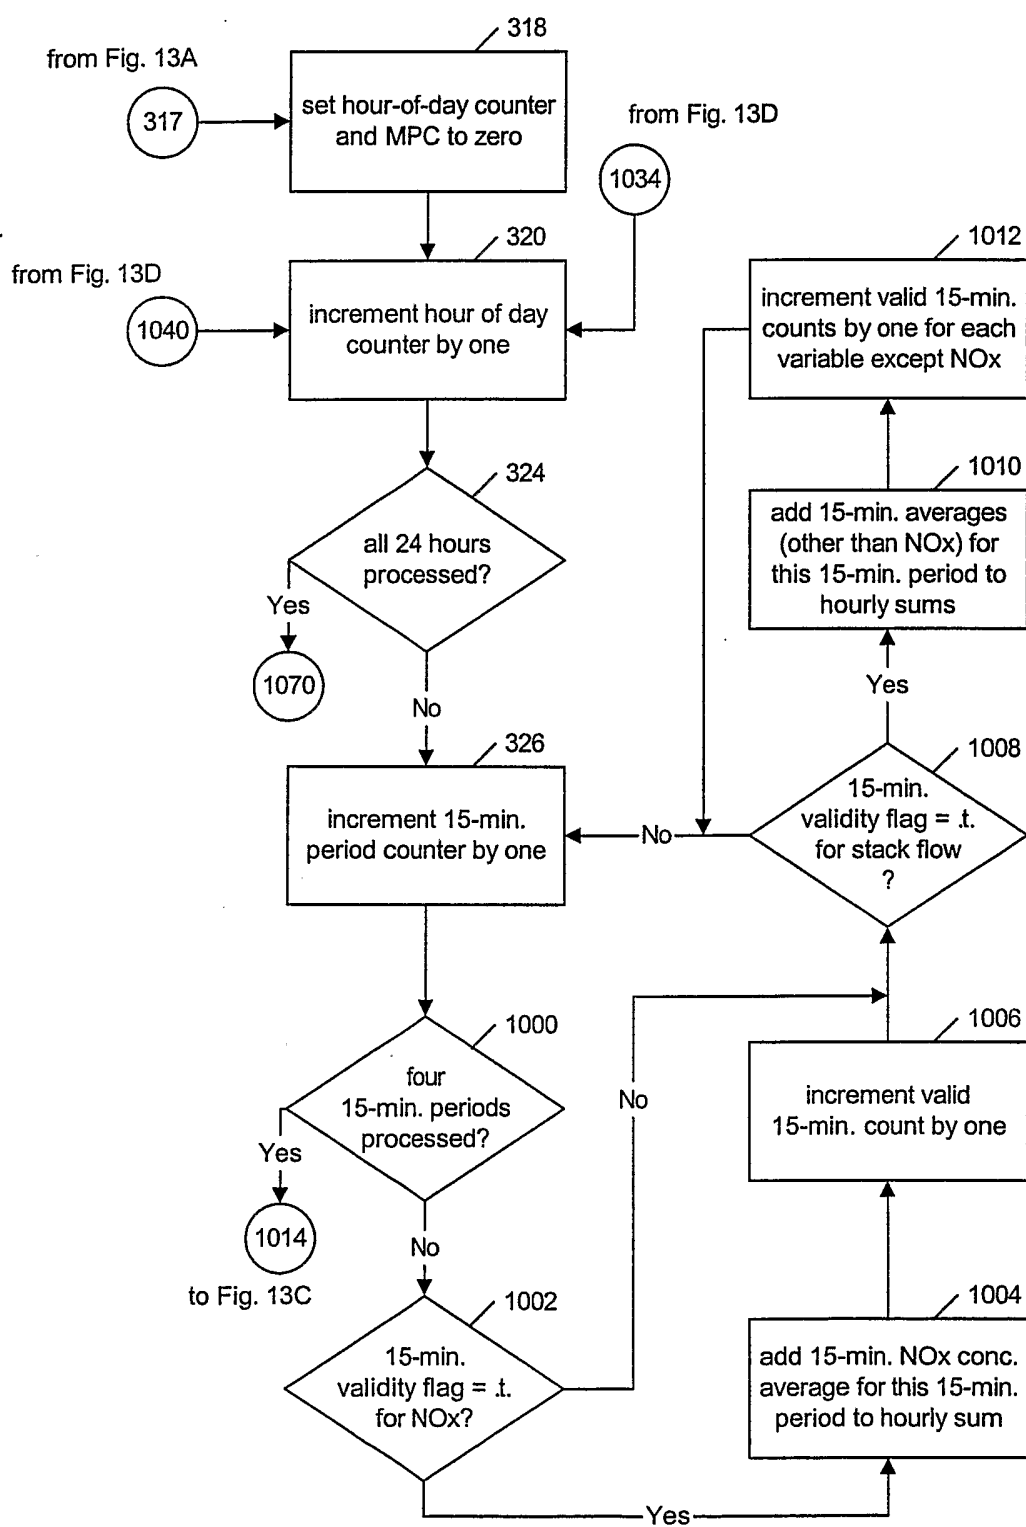 318
from Fig. 13A
317
set hour-of-day counter
and MPC to zero
from Fig. 13D
1034
320
from Fig. 13D
1040
increment hour of day
counter by one
1012
increment valid 15-min.
counts by one for each
variable except NOx
324
all 24 hours
processed?
Yes
1070
No
1010
add 15-min. averages
(other than NOx) for
this 15-min. period to
hourly sums
Yes
326
increment 15-min.
period counter by one
No
1008
15-min.
validity flag = .t.
for stack flow
?
1000
four
15-min. periods
processed?
Yes
1014
to Fig. 13C
No
No
1006
increment valid
15-min. count by one
1002
15-min.
validity flag = .t.
for NOx?
1004
add 15-min. NOx conc.
average for this 15-min.
period to hourly sum
Yes